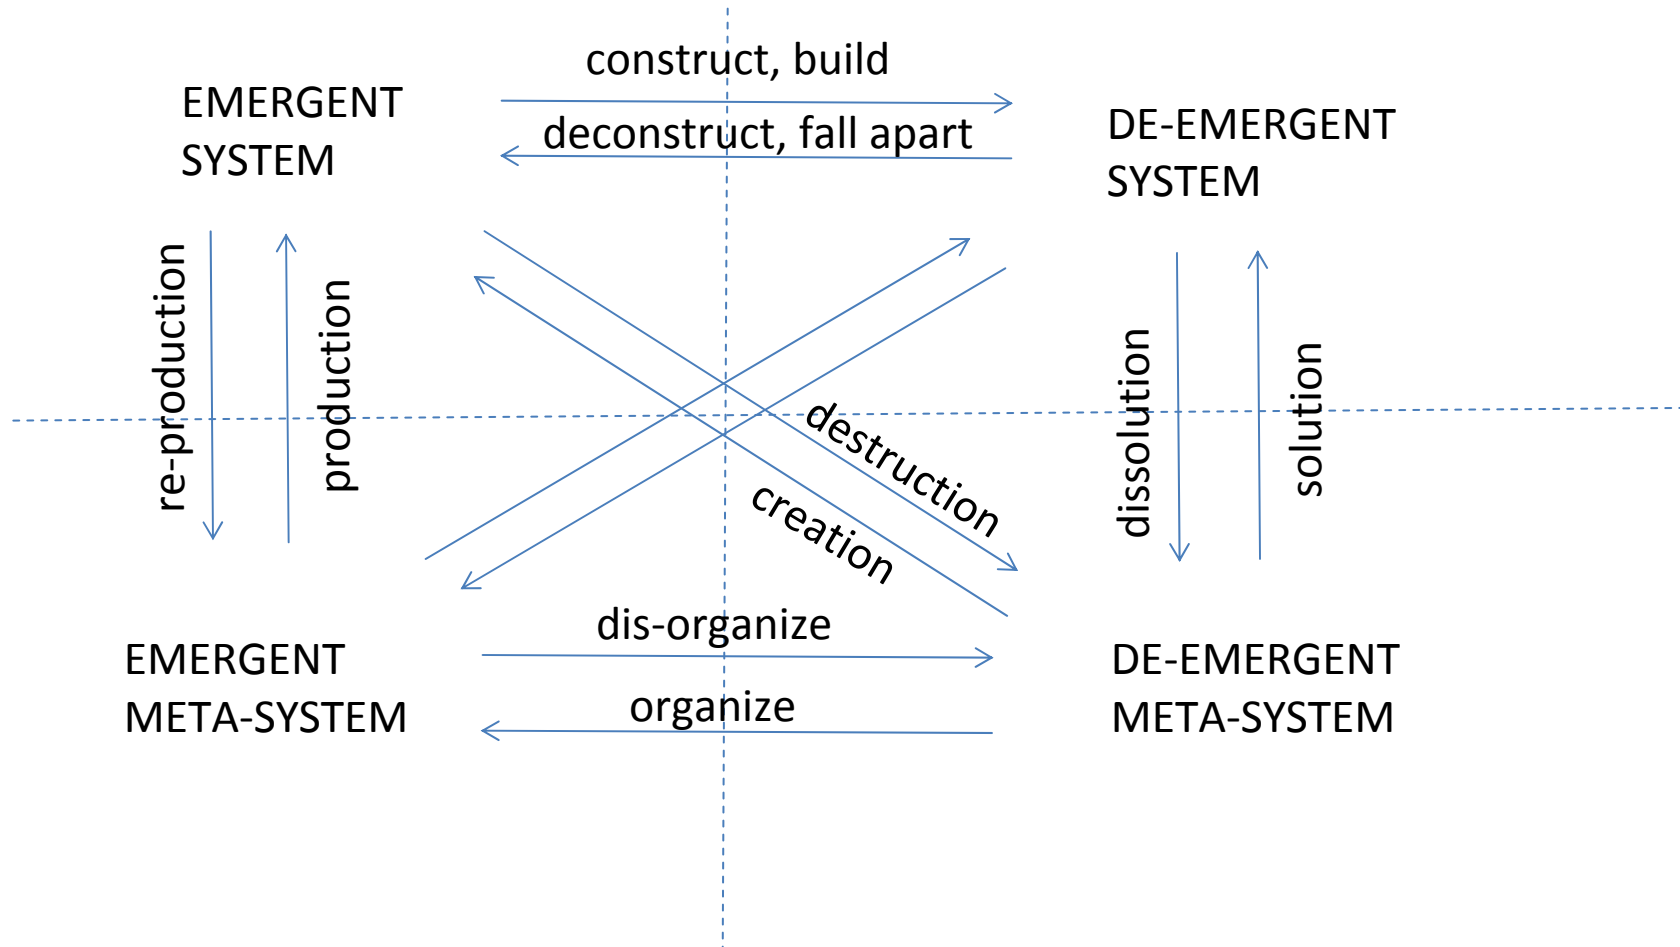 construct, build
EMERGENT
SYSTEM
deconstruct, fall apart
DE-EMERGENT
SYSTEM
re-production
production
destruction
creation
dissolution
solution
dis-organize
organize
EMERGENT
META-SYSTEM
DE-EMERGENT
META-SYSTEM